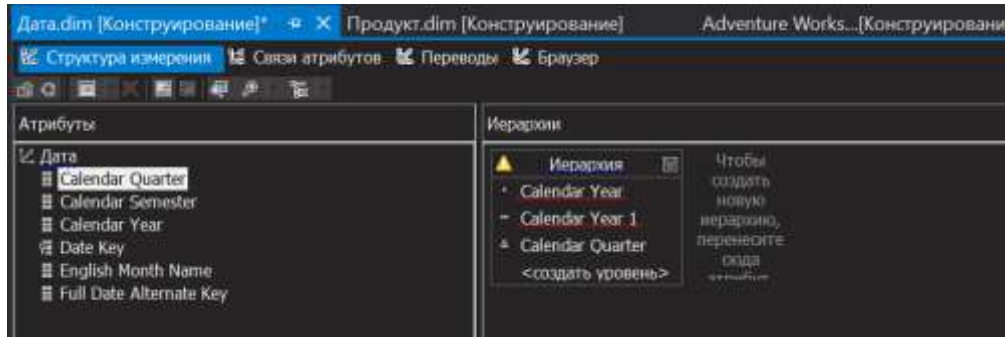 Дата.dim [Конструирование]* Продукт.dim [Конструирование] Adventure Works...[Конструировани
Структура измерения Связи атрибутов Переводы Браузер
Атрибуты
Дата
Calendar Quarter
Calendar Semester
Calendar Year
Date Key
English Month Name
Full Date Alternate Key
Иерархии
Иерархия
Calendar Year
Calendar Year 1
Calendar Quarter
<создать уровень>
Чтобы
создать
новую
иерархию,
перенесите
сюда